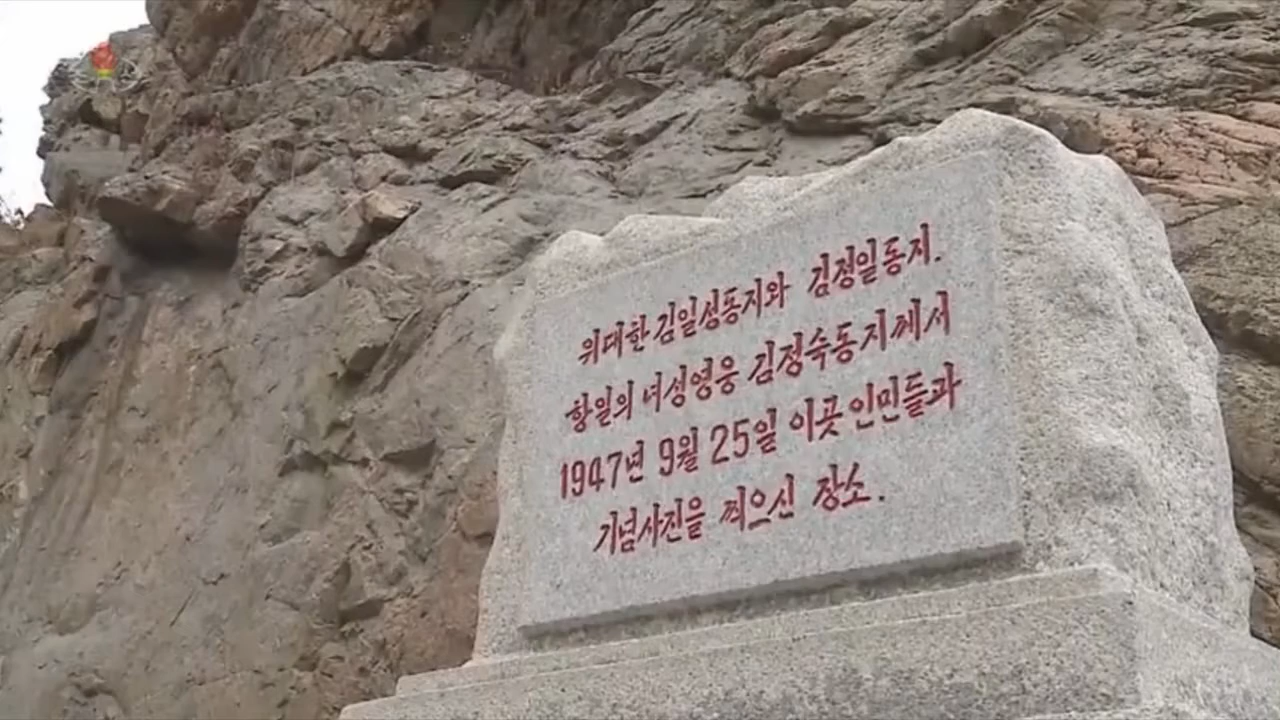 위대한 김일성동지와 김정일동지.
항일의 녀성영웅 김정숙동지께서
1947년 9월 25일 이곳 인민들과
기념사진을 찍으신 장소.